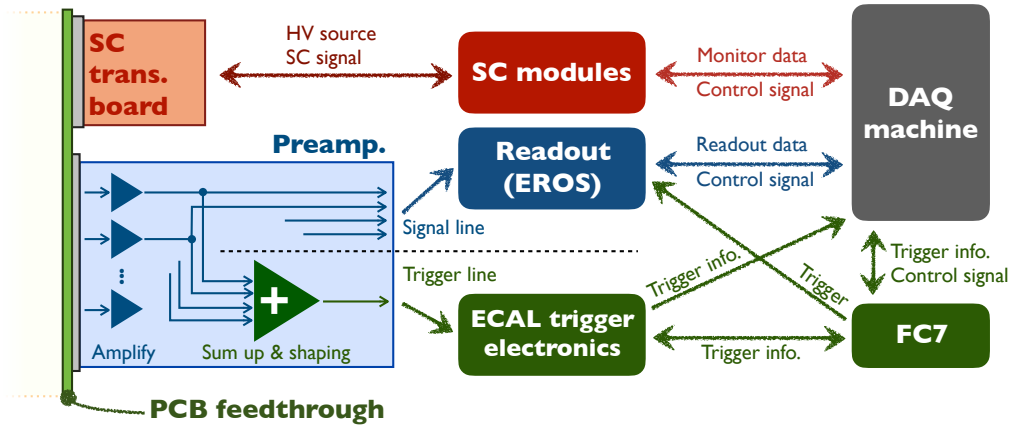 SC
trans.
board
HV source
SC signal
SC modules
Monitor data
Control signal
DAQ
machine
Preamp.
Readout
(EROS)
Readout data
Control signal
Signal line
Trigger line
Trigger info.
Trigger
Trigger info.
Control signal
+
Amplify
Sum up & shaping
ECAL trigger
electronics
Trigger info.
FC7
PCB feedthrough